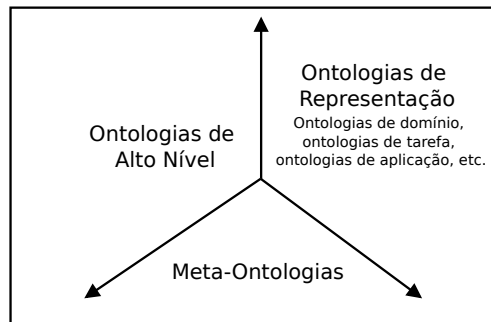 Ontologias de
Representação
Ontologias de domínio,
ontologias de tarefa,
ontologias de aplicação, etc.
Ontologias de
Alto Nível
Meta-Ontologias